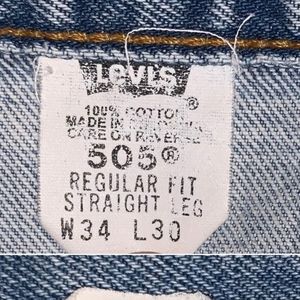 LEVI'S
®
100% COTTON
MADE IN
CARE ON REVERSE
505®
REGULAR FIT
STRAIGHT LEG
W34 L30